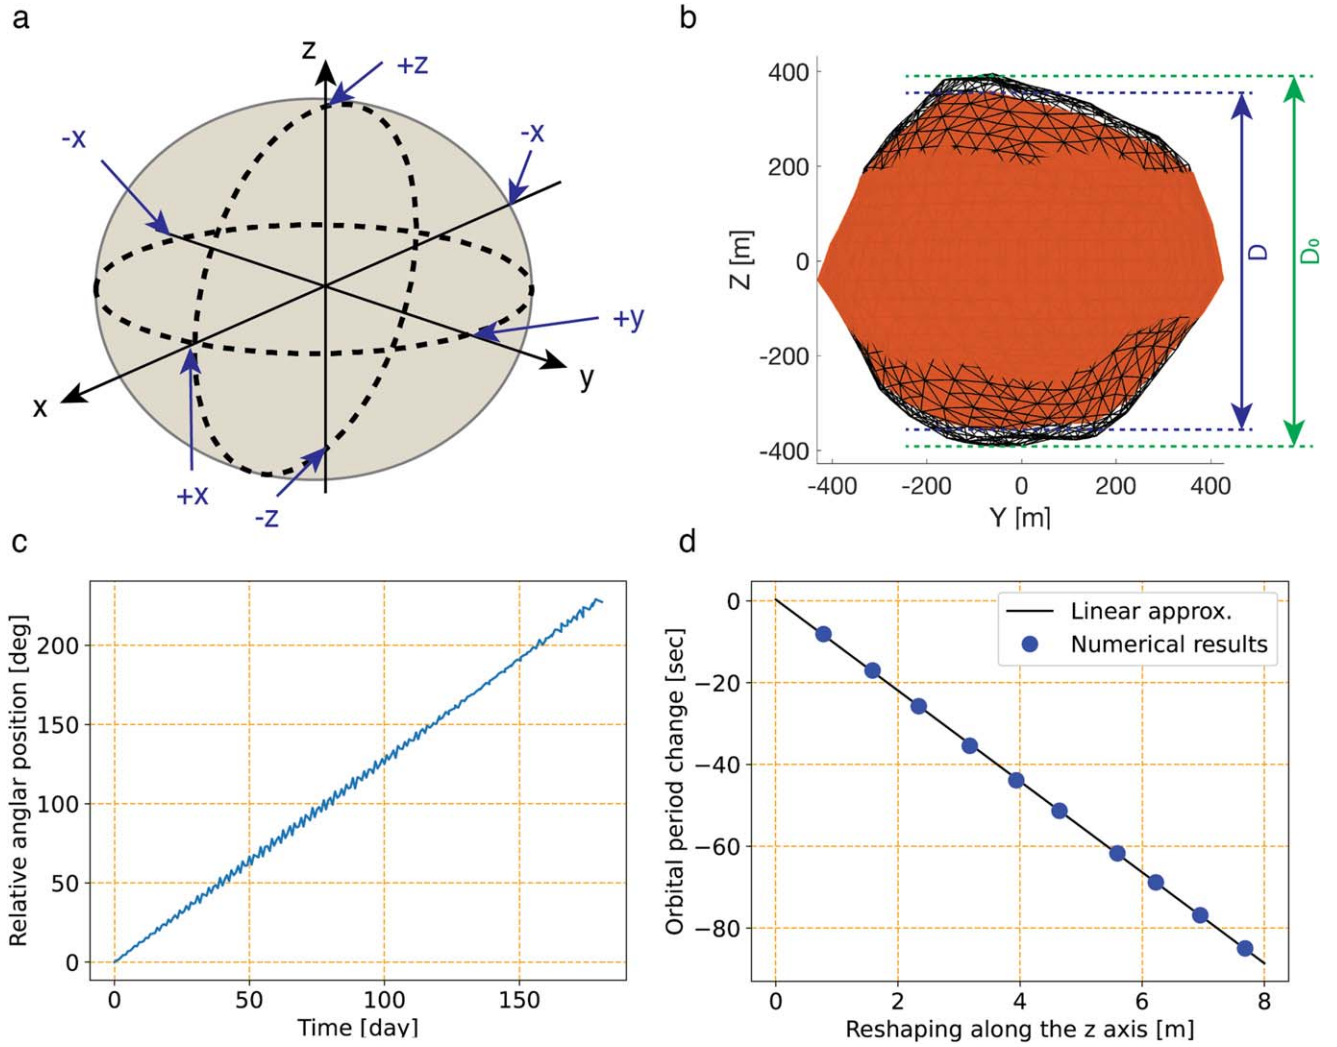 a
z
+z
-x
-x
+y
y
x
+x
-z
b
400
200
0
-200
-400
Z [m]
-400
-200
0
200
400
Y [m]
D
D₀
c
200
150
100
50
0
Relative anglar position [deg]
0
50
100
150
Time [day]
d
0
−20
−40
−60
−80
Orbital period change [sec]
Linear approx.
Numerical results
0
2
4
6
8
Reshaping along the z axis [m]